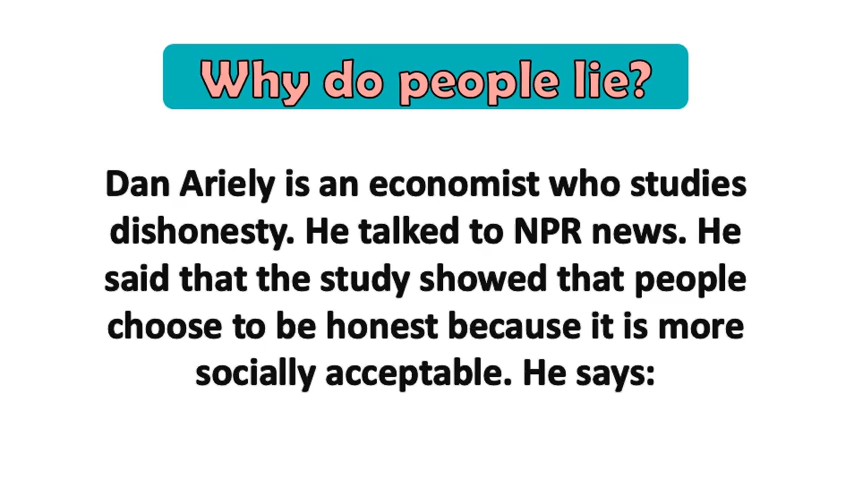 Why do people lie?
Dan Ariely is an economist who studies
dishonesty. He talked to NPR news. He
said that the study showed that people
choose to be honest because it is more
socially acceptable. He says: